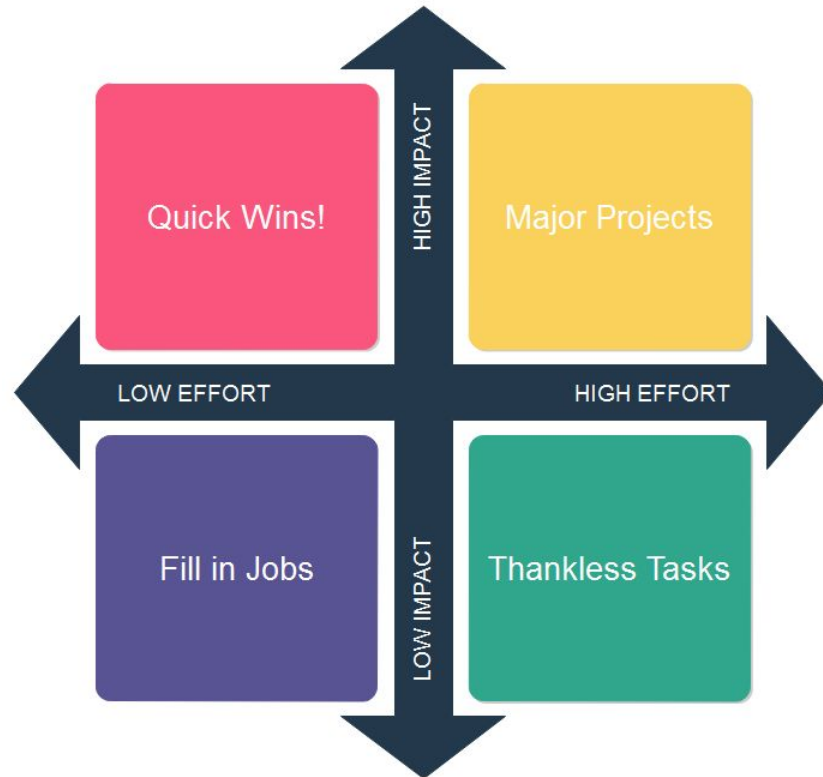 HIGH IMPACT
Quick Wins!
Major Projects
LOW EFFORT
HIGH EFFORT
Fill in Jobs
Thankless Tasks
LOW IMPACT